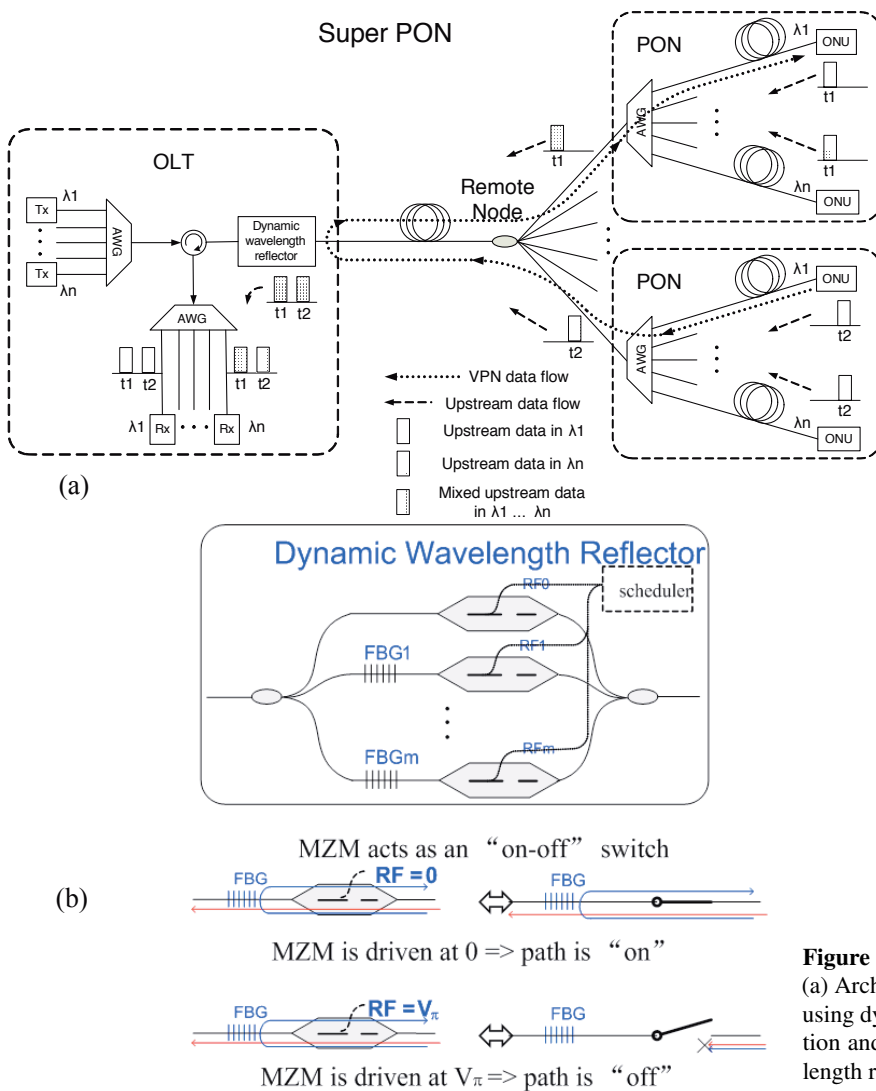 Super PON
OLT
Tx
λ1
Tx
λn
AWG
Dynamic
wavelength
reflector
t1 t2
AWG
t1 t2
t1 t2
λ1 Rx Rx λn
Remote
Node
t1
t2
PON
AWG
λ1
ONU
t1
t1
λn
ONU
PON
AWG
λ1
ONU
t2
t2
λn
ONU
VPN data flow
Upstream data flow
Upstream data in λ1
Upstream data in λn
Mixed upstream data
in λ1 ... λn
(a)
Dynamic Wavelength Reflector
RF0
scheduler
FBG1
RF1
FBGm
RFm
(b)
MZM acts as an “on-off” switch
FBG
RF = 0
FBG
MZM is driven at 0 => path is “on”
FBG
RF = Vπ
FBG
MZM is driven at Vπ => path is “off”
Figure
(a) Arch
using dy
tion and
length r